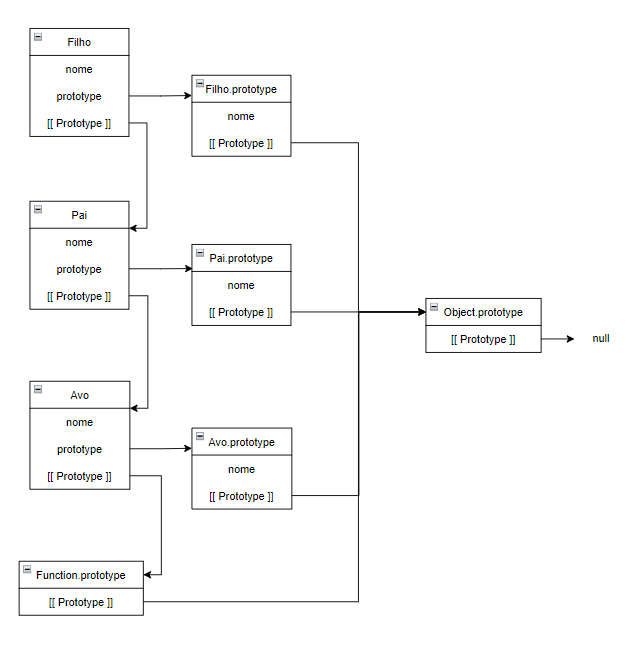 Filho
nome
prototype
[[ Prototype ]]
Filho.prototype
nome
[[ Prototype ]]
Pai
nome
prototype
[[ Prototype ]]
Pai.prototype
nome
[[ Prototype ]]
Object.prototype
[[ Prototype ]]
null
Avo
nome
prototype
[[ Prototype ]]
Avo.prototype
nome
[[ Prototype ]]
Function.prototype
[[ Prototype ]]